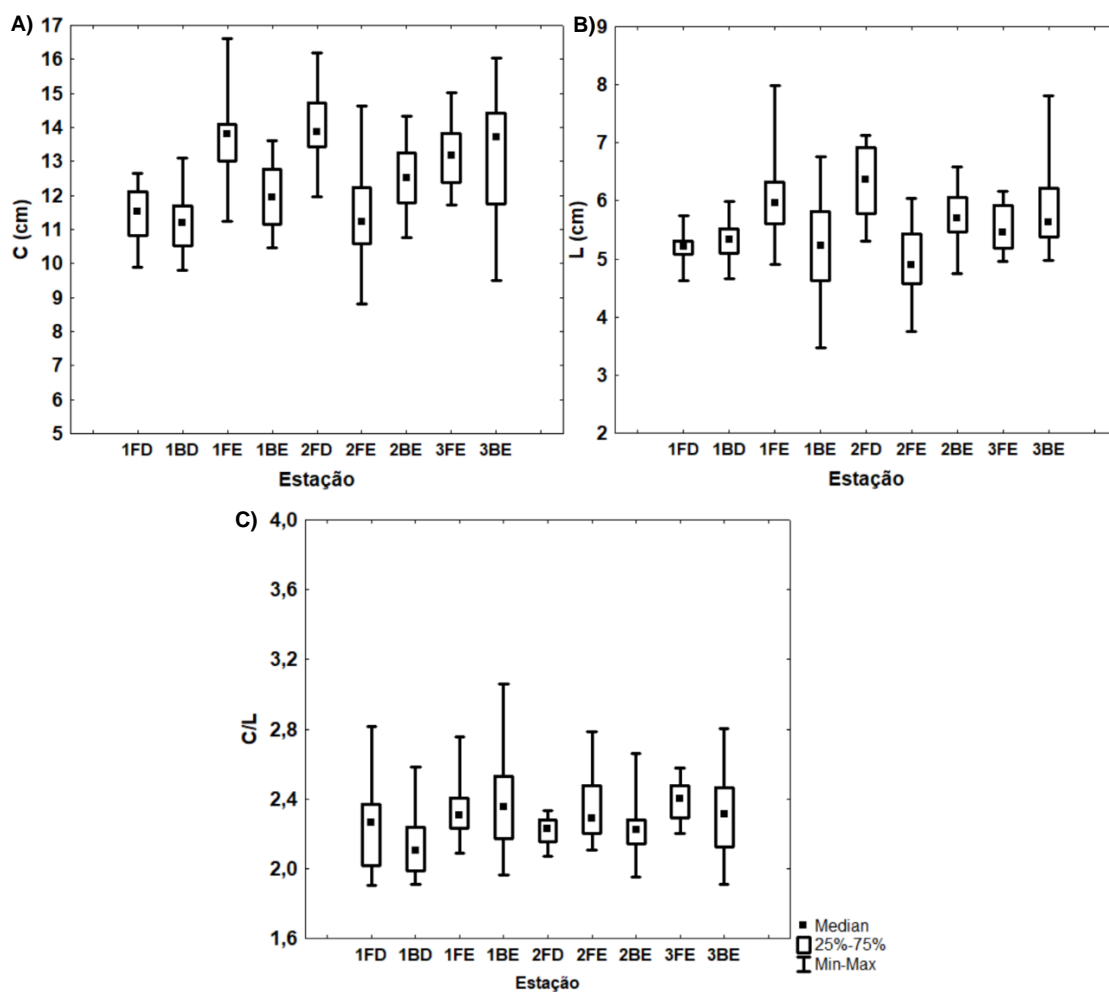 A)
C (cm)
17
16
15
14
13
12
11
10
9
8
7
6
5
1FD 1BD 1FE 1BE 2FD 2FE 2BE 3FE 3BE
Estação
B)
L (cm)
9
8
7
6
5
4
3
2
1FD 1BD 1FE 1BE 2FD 2FE 2BE 3FE 3BE
Estação
C)
C/L
4,0
3,6
3,2
2,8
2,4
2,0
1,6
1FD 1BD 1FE 1BE 2FD 2FE 2BE 3FE 3BE
Estação
Median
25%-75%
Min-Max